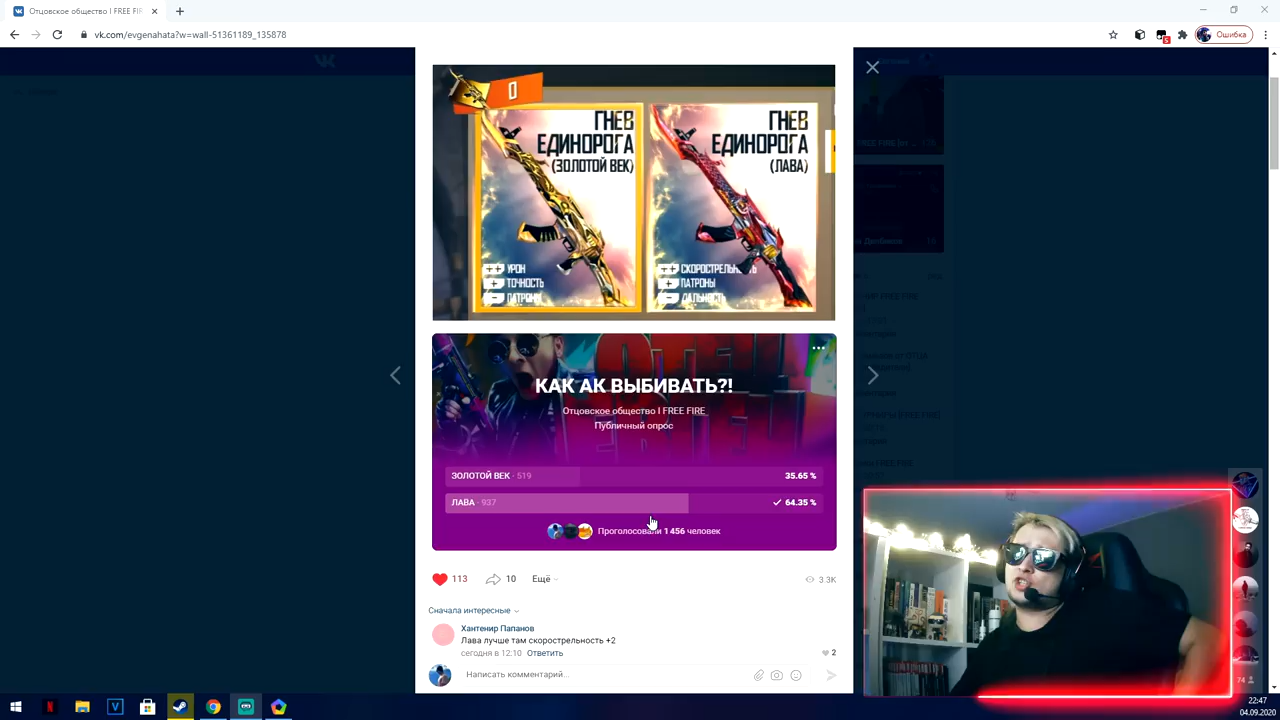 Отцовское общество I FREE FIF
vk.com/evgenahata?w=wall-51361189_135878
5
Ошибка
0
ГНЕВ
ЕДИНОРОГА
(ЗОЛОТОЙ ВЕК)
++ УРОН
+ ТОЧНОСТЬ
- ПАТРОНЫ
ГНЕВ
ЕДИНОРОГА
(ЛАВА)
++ СКОРОСТРЕЛЬНОСТЬ
+ ПАТРОНЫ
- ДАЛЬНОСТЬ
КАК АК ВЫБИВАТЬ?!
Отцовское общество I FREE FIRE
Публичный опрос
ЗОЛОТОЙ ВЕК · 519 35.65 %
ЛАВА · 937 64.35 %
Проголосовали 1 456 человек
113 10 Ещё 3.3K
Сначала интересные
Хантенир Папанов
Лава лучше там скорострельность +2
сегодня в 12:10 Ответить 2
Написать комментарий...
74
22:47
04.09.2020